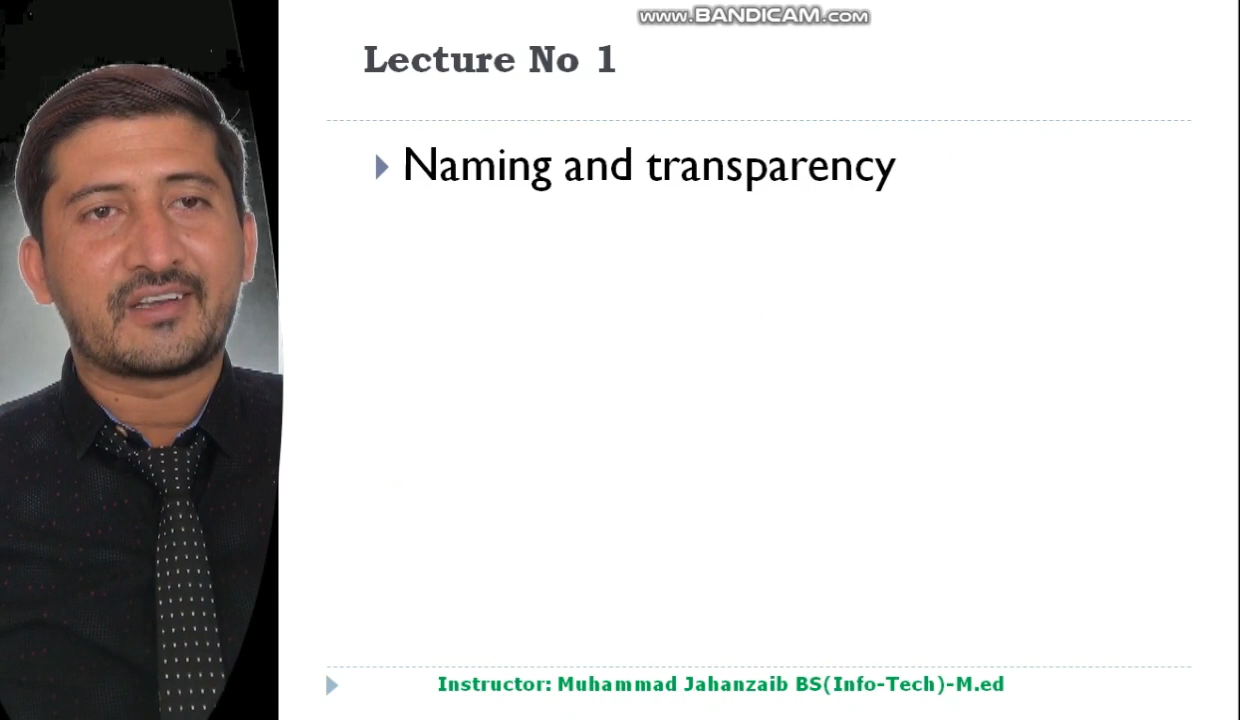 www.BANDICAM.com
Lecture No 1
Naming and transparency
Instructor: Muhammad Jahanzaib BS(Info-Tech)-M.ed